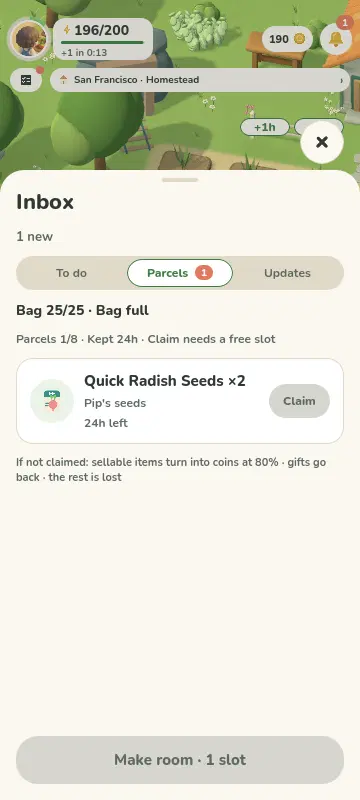 196/200
+1 in 0:13
190
1
San Francisco · Homestead
+1h
Inbox
1 new
To do
Parcels 1
Updates
Bag 25/25 · Bag full
Parcels 1/8 · Kept 24h · Claim needs a free slot
Quick Radish Seeds ×2
Pip's seeds
24h left
Claim
If not claimed: sellable items turn into coins at 80% · gifts go
back · the rest is lost
Make room · 1 slot